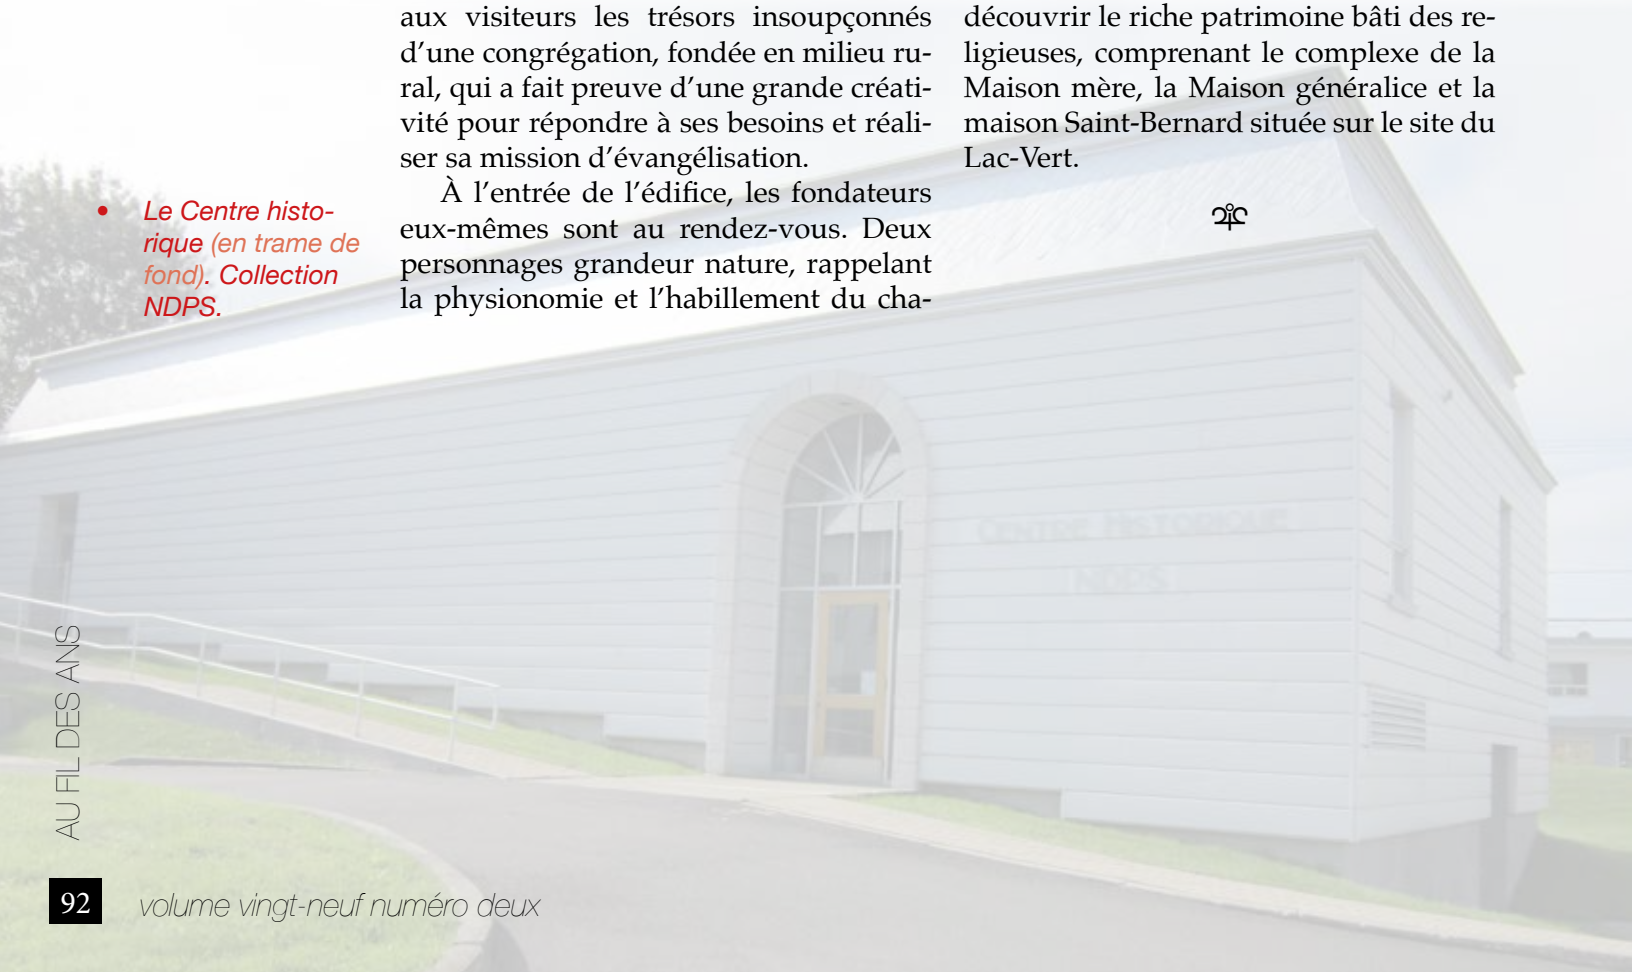 aux visiteurs les trésors insoupçonnés
d’une congrégation, fondée en milieu ru-
ral, qui a fait preuve d’une grande créati-
vité pour répondre à ses besoins et réali-
ser sa mission d’évangélisation.
À l’entrée de l’édifice, les fondateurs
eux-mêmes sont au rendez-vous. Deux
personnages grandeur nature, rappelant
la physionomie et l’habillement du cha-
découvrir le riche patrimoine bâti des re-
ligieuses, comprenant le complexe de la
Maison mère, la Maison généralice et la
maison Saint-Bernard située sur le site du
Lac-Vert.
• Le Centre histo-
rique (en trame de
fond). Collection
NDPS.
CENTRE HISTORIQUE
NDPS
AU FIL DES ANS
92
volume vingt-neuf numéro deux